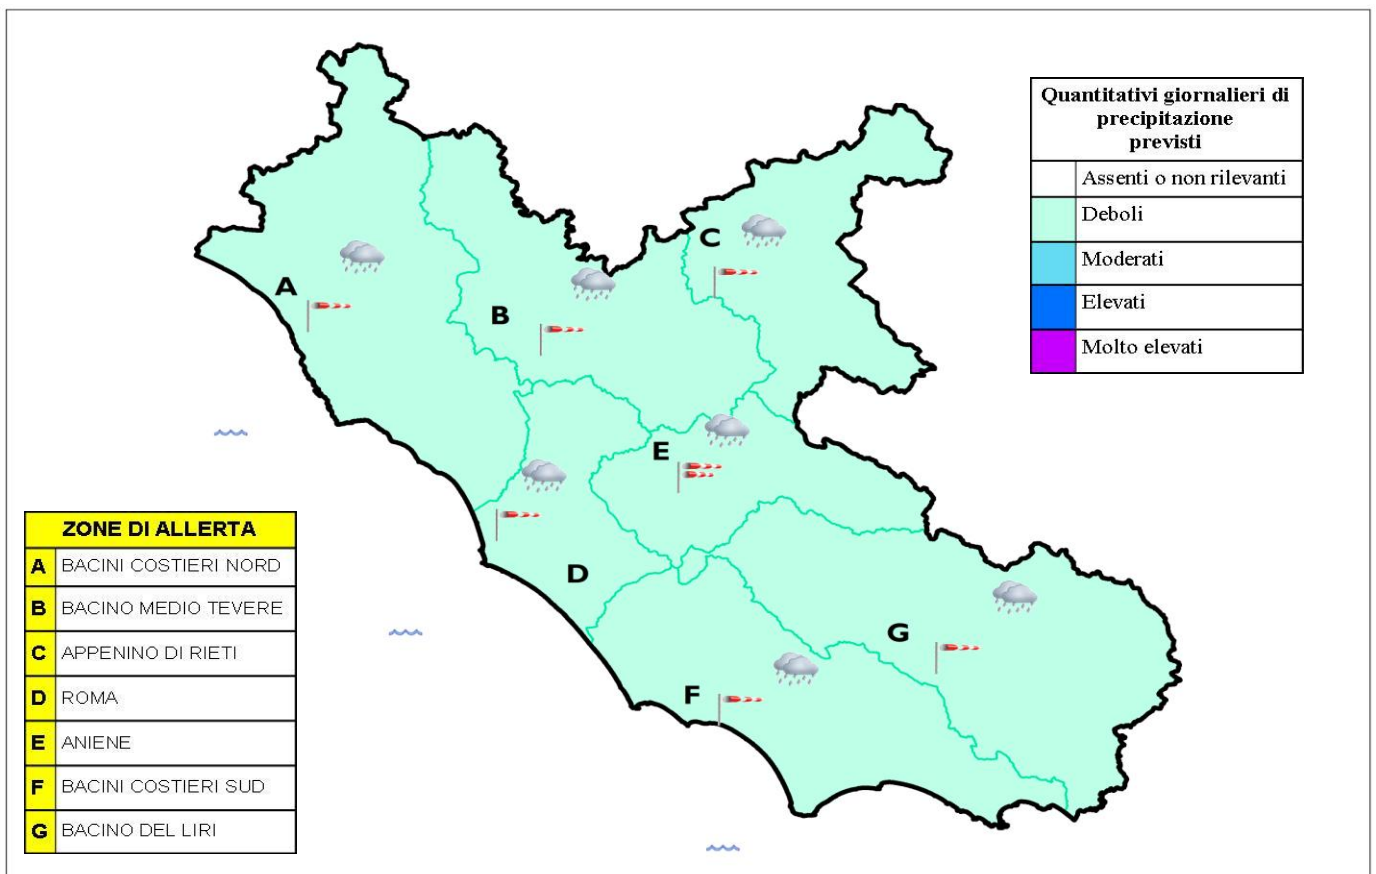 Quantitativi giornalieri di
precipitazione
previsti
Assenti o non rilevanti
Deboli
Moderati
Elevati
Molto elevati
C
A
B
E
D
G
F
ZONE DI ALLERTA
A BACINI COSTIERI NORD
B BACINO MEDIO TEVERE
C APPENINO DI RIETI
D ROMA
E ANIENE
F BACINI COSTIERI SUD
G BACINO DEL LIRI